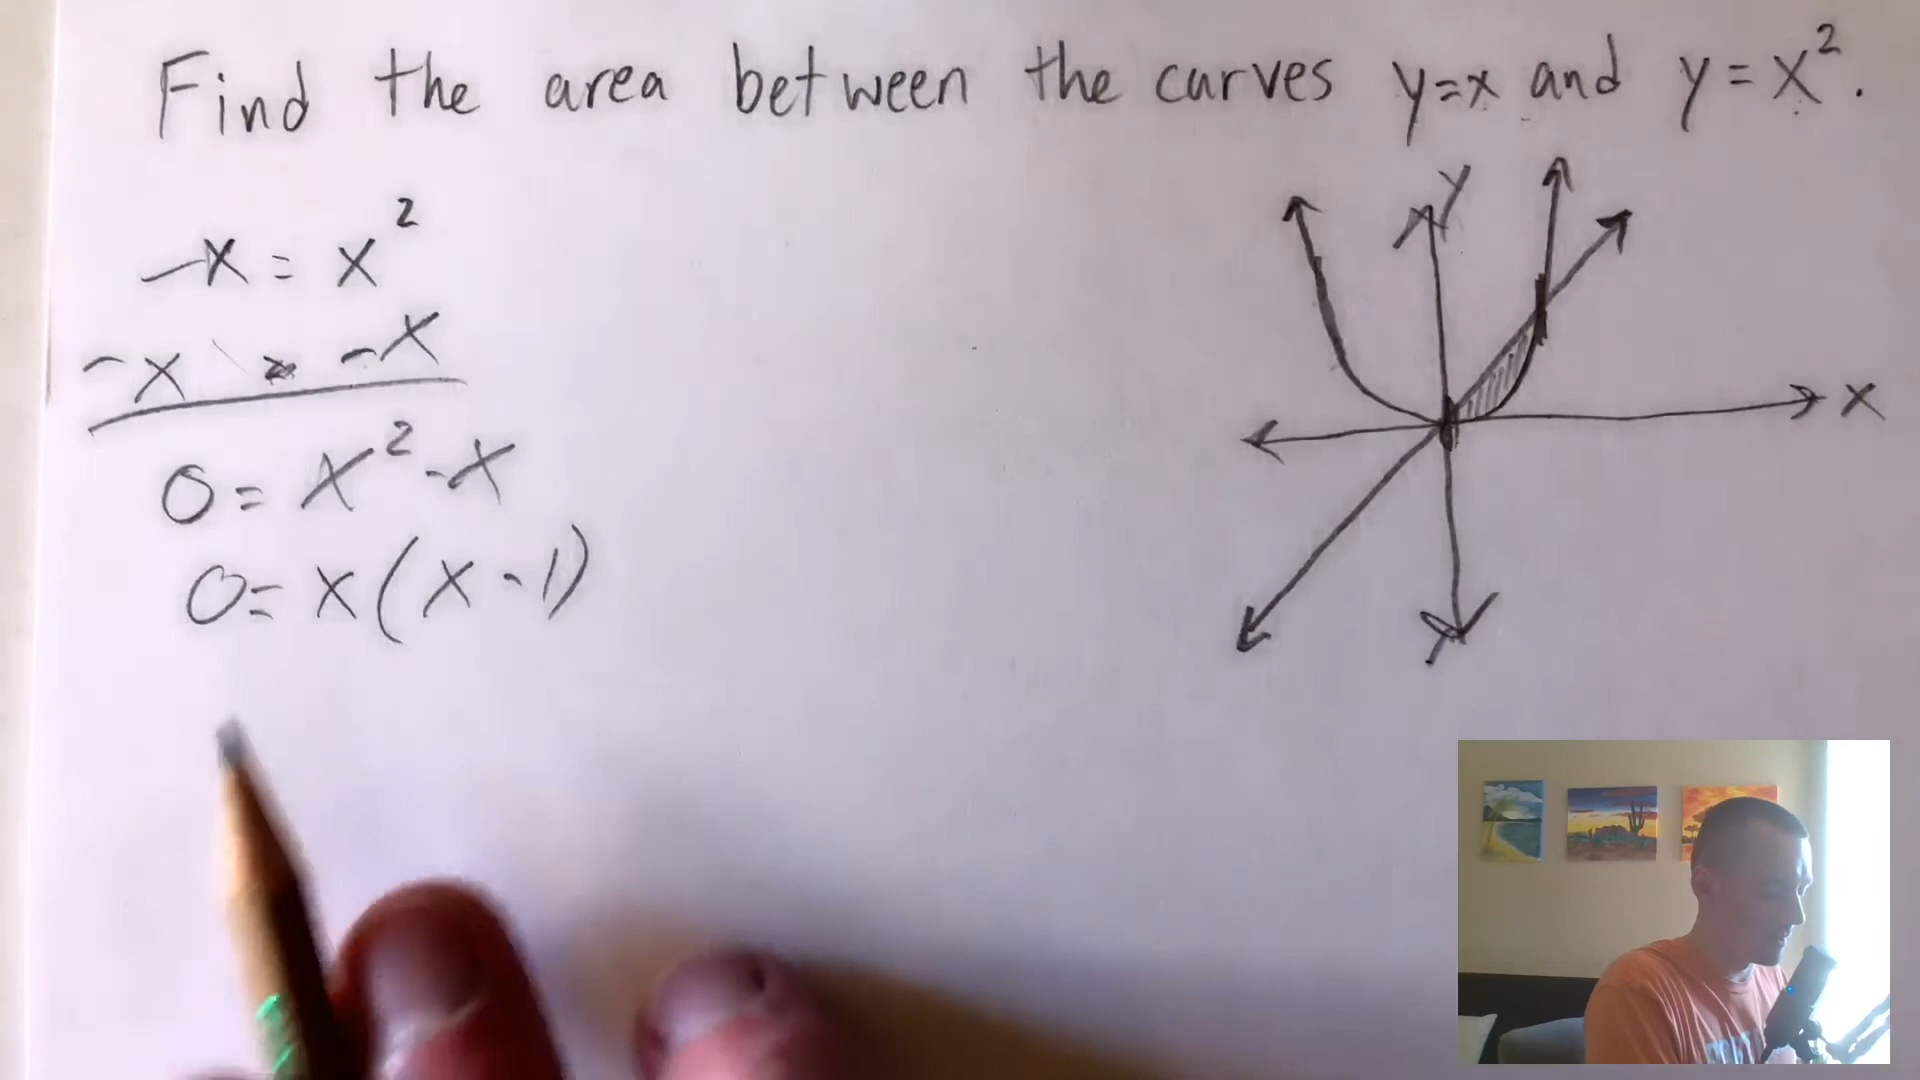 Find the area between the curves y=x and y=x².
-x = x²
-x -x
0 = x²-x
0= x(x-1)
y
x